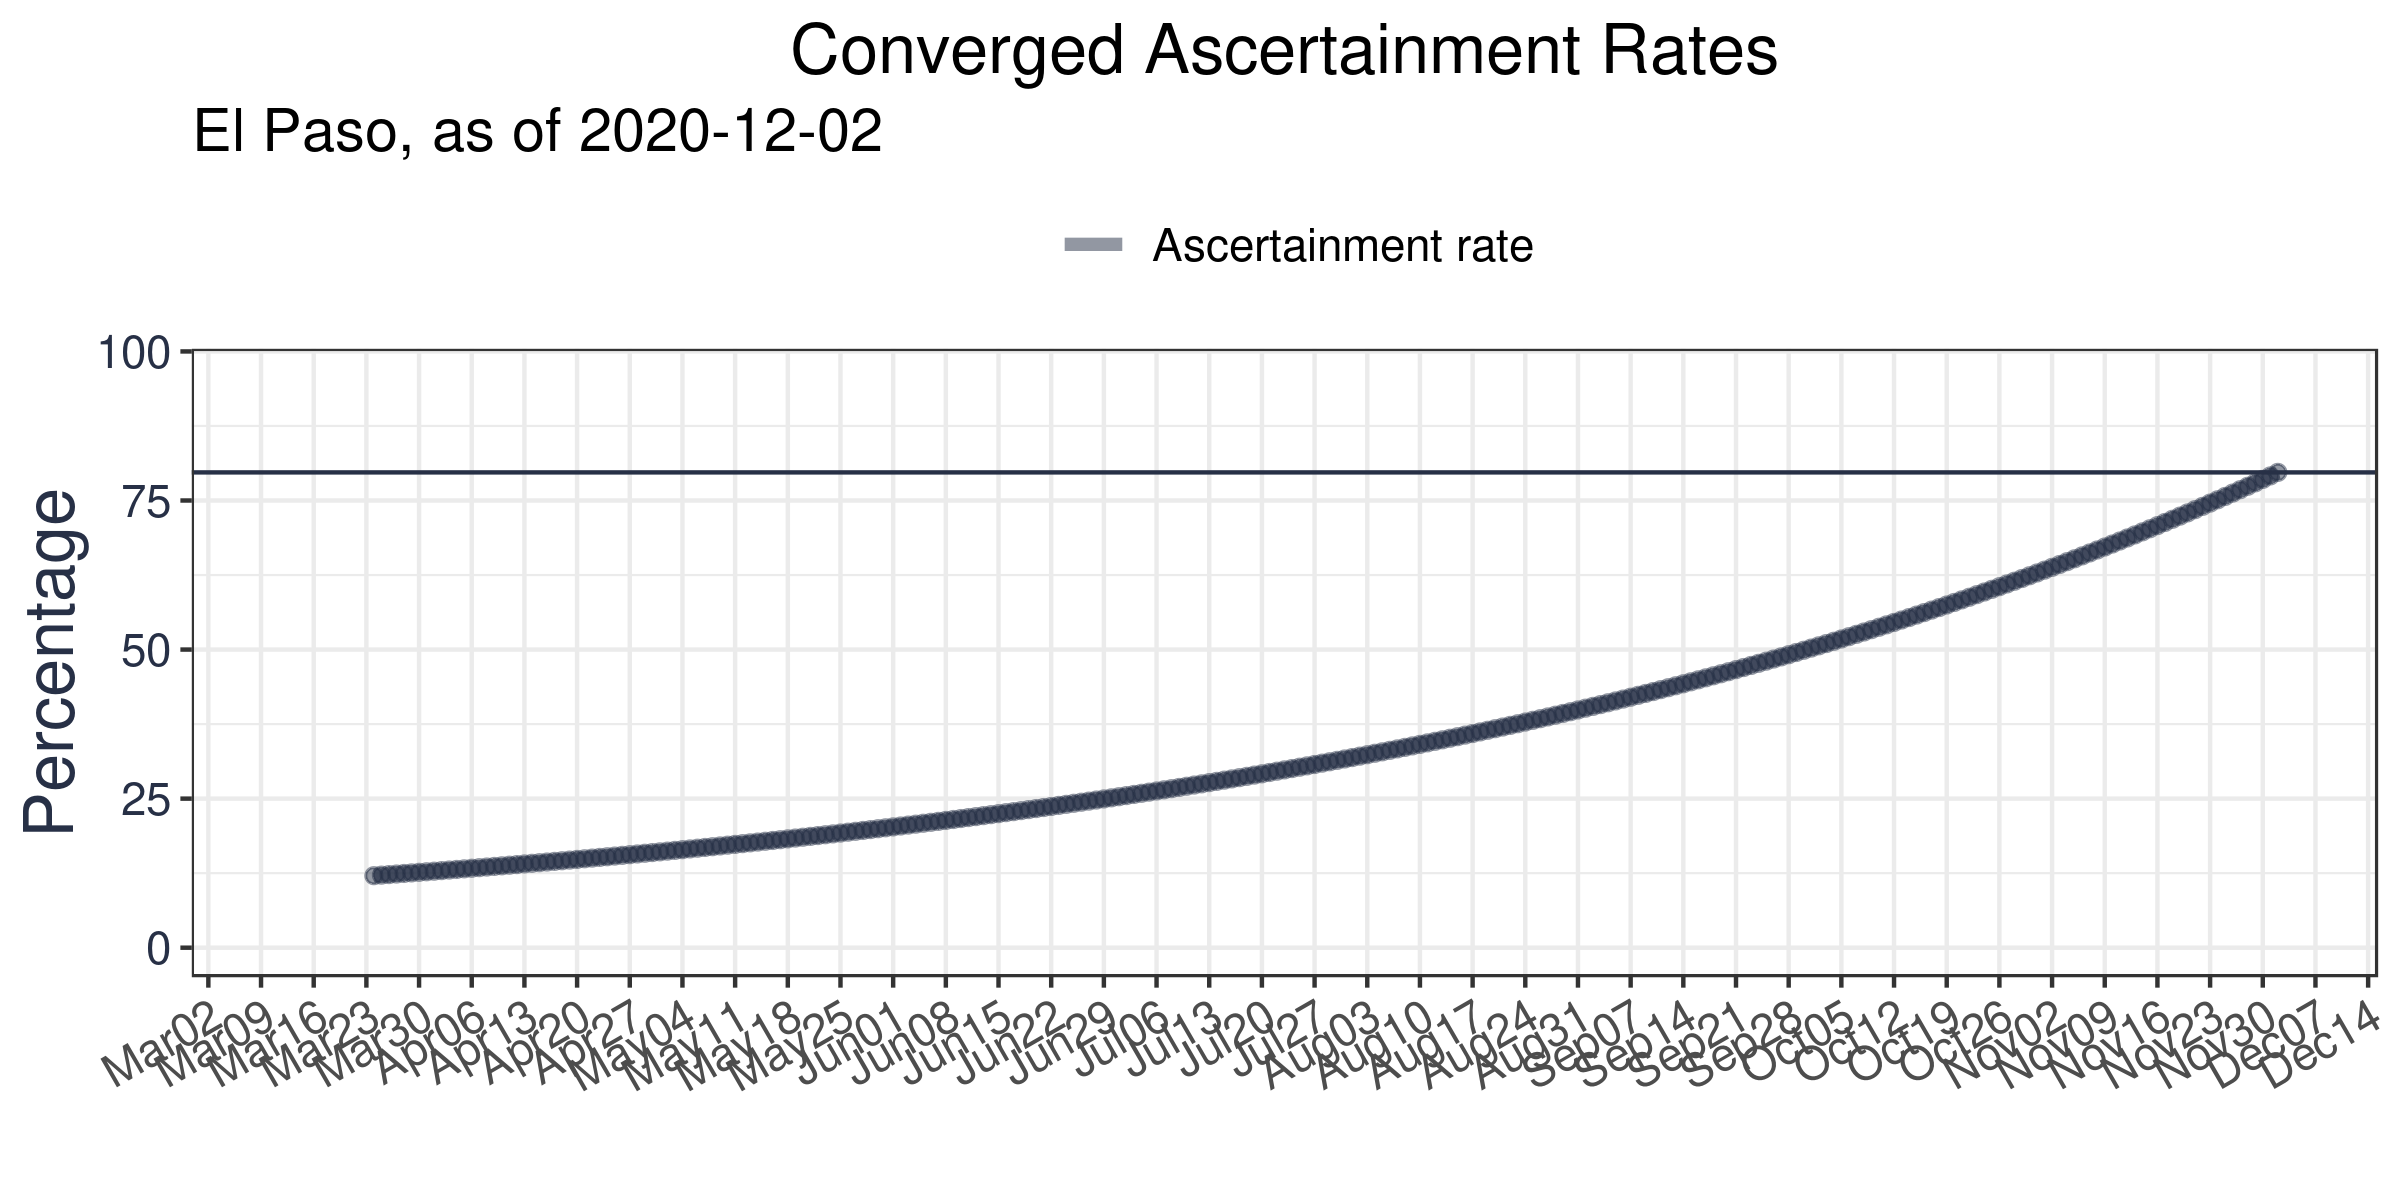 Converged Ascertainment Rates
El Paso, as of 2020-12-02
Ascertainment rate
Percentage
100
75
50
25
0
Mar02
Mar09
Mar16
Mar23
Mar30
Apr06
Apr13
Apr20
Apr27
May04
May11
May18
May25
Jun01
Jun08
Jun15
Jun22
Jun29
Jul06
Jul13
Jul20
Jul27
Aug03
Aug10
Aug17
Aug24
Aug31
Sep07
Sep14
Sep21
Sep28
Oct05
Oct12
Oct19
Oct26
Nov02
Nov09
Nov16
Nov23
Nov30
Dec07
Dec14